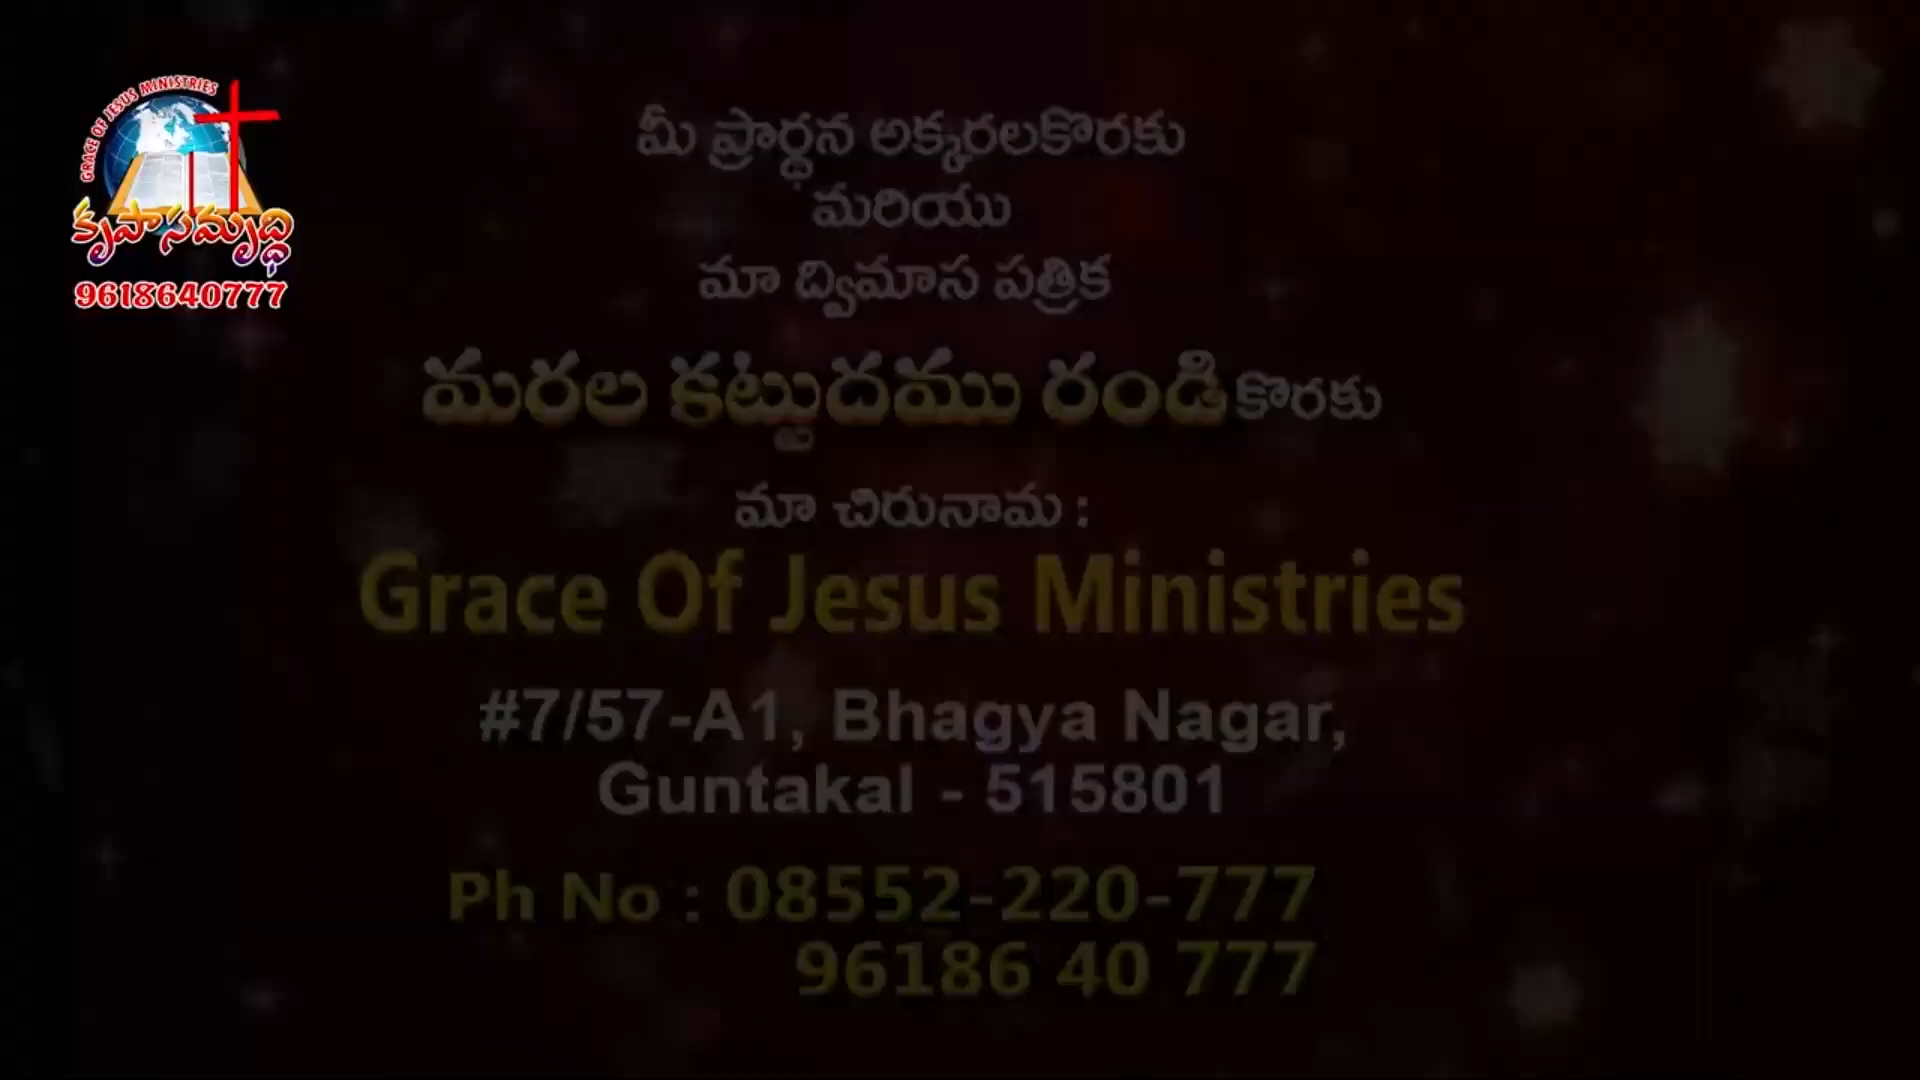 GRACE OF JESUS MINISTRIES
కృపాసమృద్ధి
9618640777
మీ ప్రార్థన అక్కరలకొరకు
మరియు
మా ద్విమాస పత్రిక
మరల కట్టుదము రండి కొరకు
మా చిరునామ :
Grace Of Jesus Ministries
#7/57-A1, Bhagya Nagar,
Guntakal - 515801
Ph No : 08552-220-777
96186 40 777